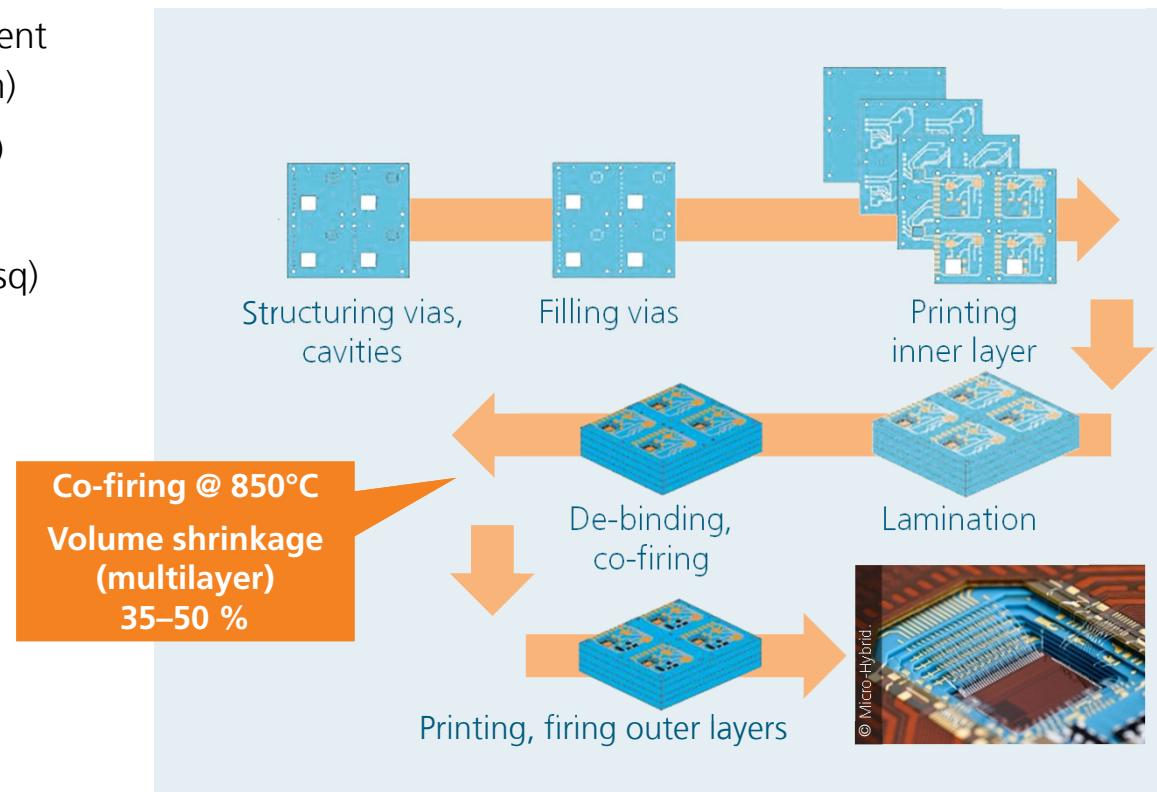 ent
)
)
sq)
Structuring vias,
cavities
Filling vias
Printing
inner layer
Co-firing @ 850°C
Volume shrinkage
(multilayer)
35–50 %
De-binding,
co-firing
Lamination
Printing, firing outer layers
© Micro-Hybrid.